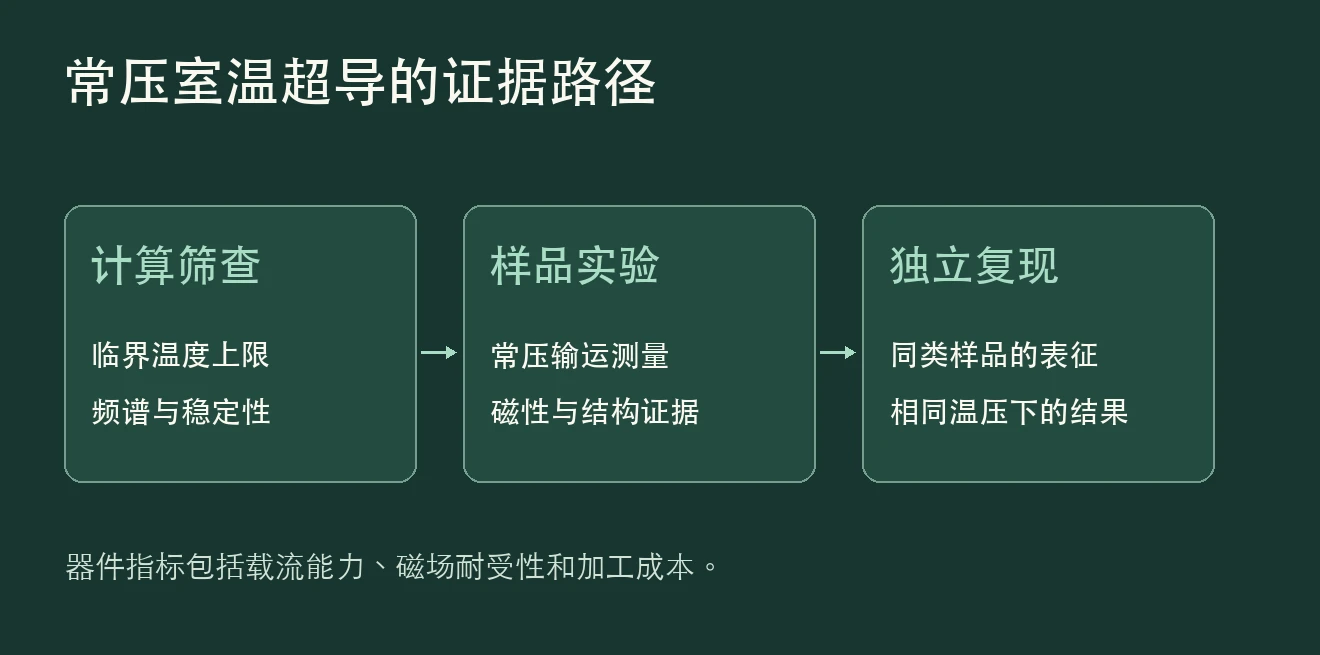 常压室温超导的证据路径
计算筛查
临界温度上限
频谱与稳定性
样品实验
常压输运测量
磁性与结构证据
独立复现
同类样品的表征
相同温压下的结果
器件指标包括载流能力、磁场耐受性和加工成本。